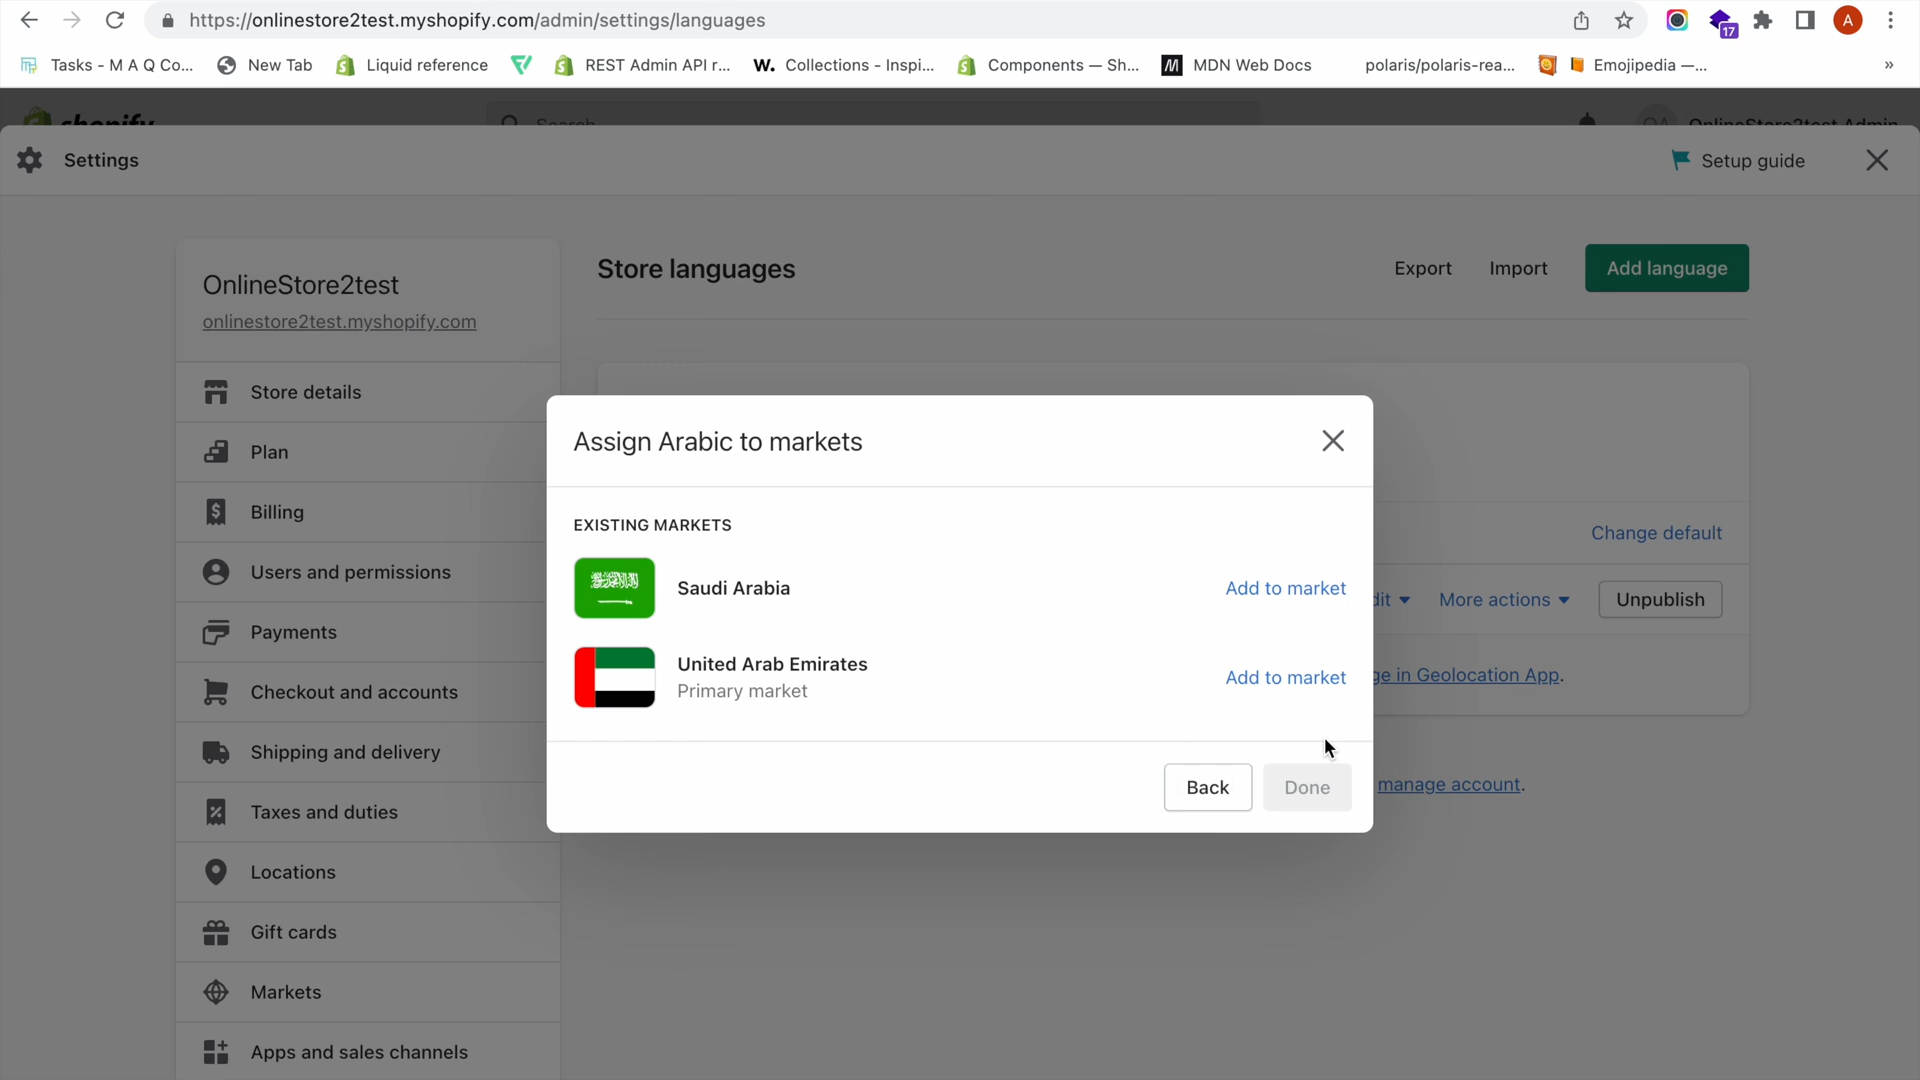 https://onlinestore2test.myshopify.com/admin/settings/languages
A
17
Tasks - M A Q Co...
New Tab
Liquid reference
REST Admin API r...
W. Collections - Inspi...
Components — Sh...
MDN Web Docs
polaris/polaris-rea...
Emojipedia —...
»
shopify
Search
OnlineStore2test Admin
Settings
Setup guide
OnlineStore2test
onlinestore2test.myshopify.com
Store details
Plan
Billing
Users and permissions
Payments
Checkout and accounts
Shipping and delivery
Taxes and duties
Locations
Gift cards
Markets
Apps and sales channels
Store languages
Export
Import
Add language
Change default
dit
More actions
Unpublish
ge in Geolocation App.
manage account.
Assign Arabic to markets
EXISTING MARKETS
Saudi Arabia
Add to market
United Arab Emirates
Primary market
Add to market
Back
Done